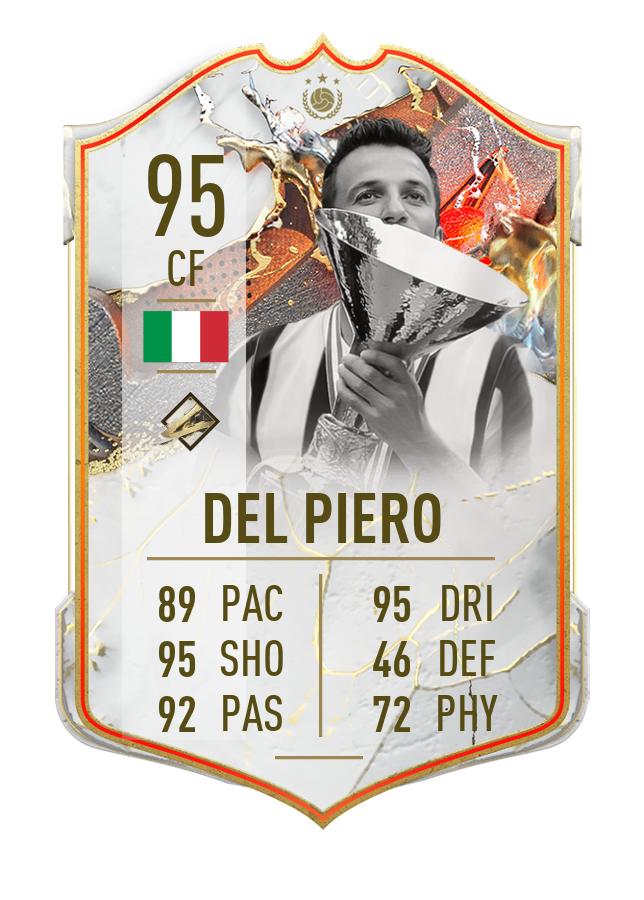 95
CF
DEL PIERO
89 PAC
95 SHO
92 PAS
95 DRI
46 DEF
72 PHY